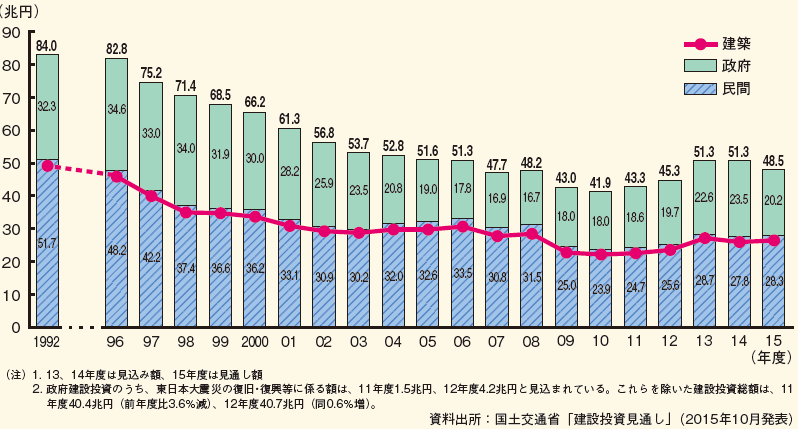 (兆円)
90
80
70
60
50
40
30
20
10
0
建築
政府
民間
84.0 82.8 75.2 71.4 68.5 66.2 61.3 56.8 53.7 52.8 51.6 51.3 47.7 48.2 43.0 41.9 43.3 45.3 51.3 51.3 48.5
32.3 34.6 33.0 34.0 31.9 30.0 28.2 25.9 23.5 20.8 19.0 17.8 16.9 16.7 18.0 18.0 18.6 19.7 22.6 23.5 20.2
51.7 48.2 42.2 37.4 36.6 36.2 33.1 30.9 30.2 32.0 32.6 33.5 30.8 31.5 25.0 23.9 24.7 25.6 28.7 27.8 28.3
1992 96 97 98 99 2000 01 02 03 04 05 06 07 08 09 10 11 12 13 14 15
(年度)
(注) 1. 13、14年度は見込み額、15年度は見通し額
2. 政府建設投資のうち、東日本大震災の復旧・復興等に係る額は、11年度1.5兆円、12年度4.2兆円と見込まれている。これらを除いた建設投資総額は、11
年度40.4兆円（前年度比3.6%減）、12年度40.7兆円（同0.6%増）。
資料出所：国土交通省「建設投資見通し」(2015年10月発表)